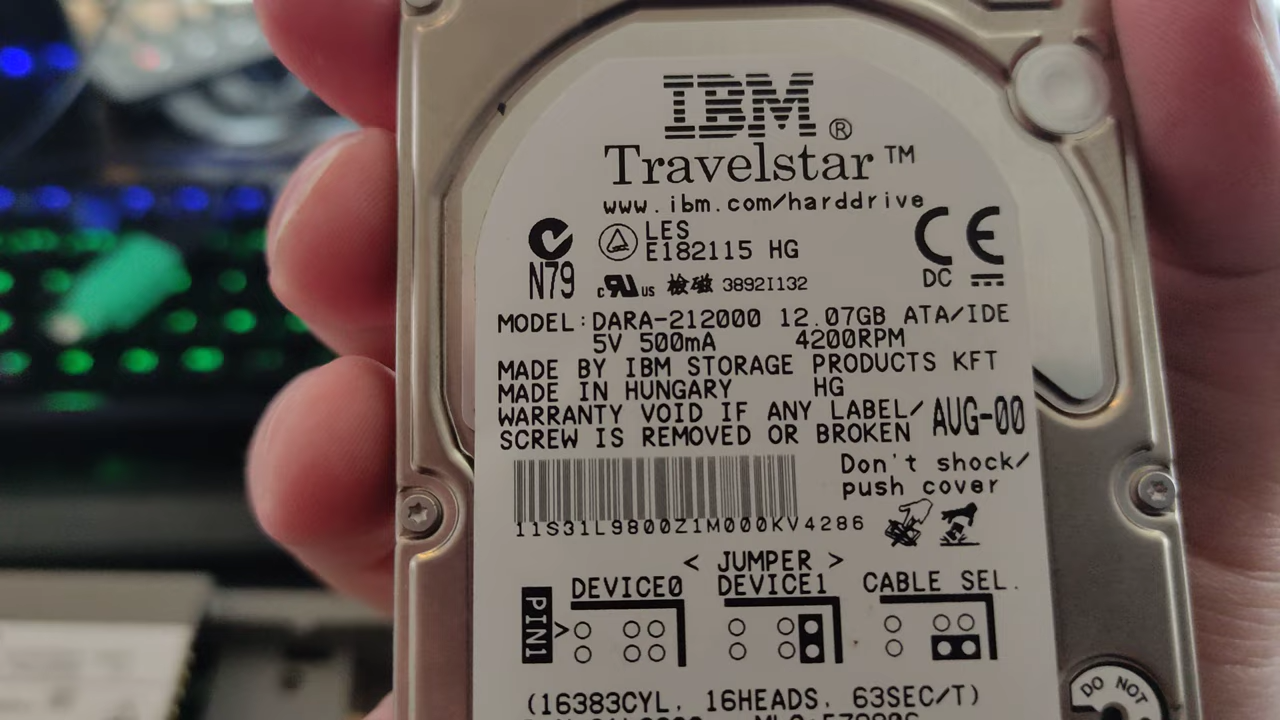 IBM ®
Travelstar ™
www.ibm.com/harddrive
LES
E182115 HG
N79
c RU us 検磁 3892I132
CE
DC
MODEL:DARA-212000 12.07GB ATA/IDE
5V 500mA 4200RPM
MADE BY IBM STORAGE PRODUCTS KFT
MADE IN HUNGARY HG
WARRANTY VOID IF ANY LABEL/
SCREW IS REMOVED OR BROKEN
AUG-00
Don't shock/
push cover
11S31L9800Z1M000KV4286
< JUMPER >
DEVICE0 DEVICE1 CABLE SEL.
PIN1 >
(16383CYL, 16HEADS, 63SEC/T)
DO NOT